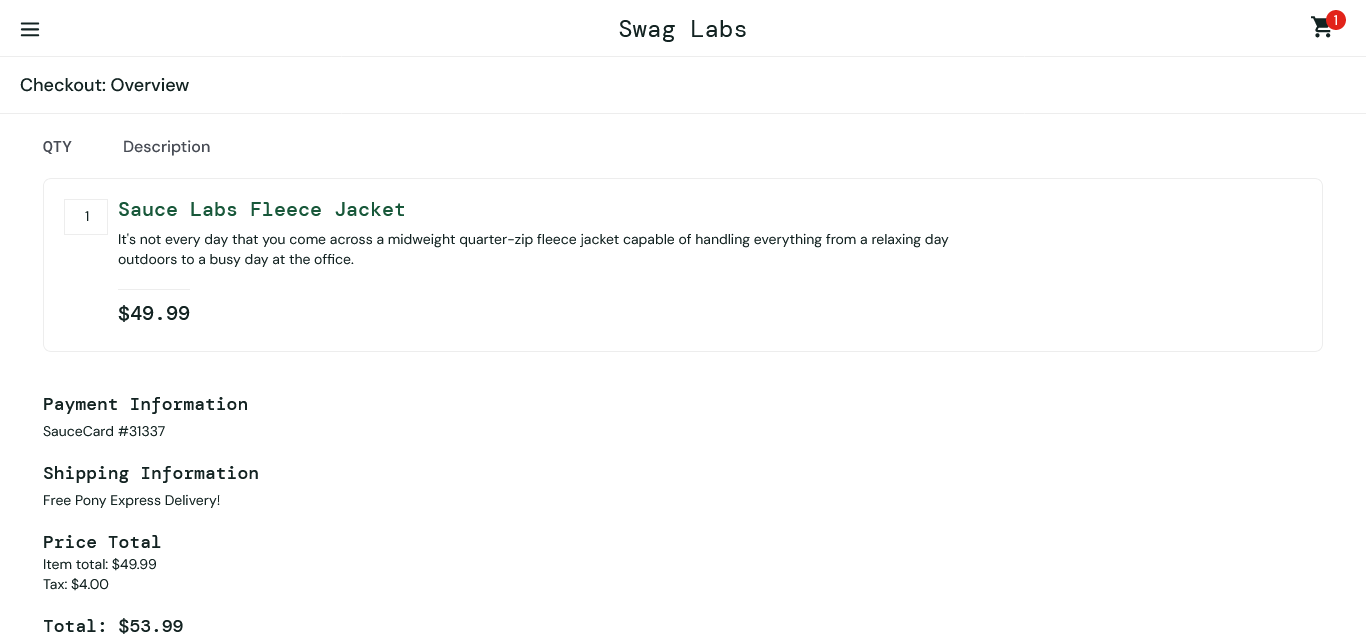 Swag Labs
1
Checkout: Overview
QTY Description
1
Sauce Labs Fleece Jacket
It's not every day that you come across a midweight quarter-zip fleece jacket capable of handling everything from a relaxing day
outdoors to a busy day at the office.
$49.99
Payment Information
SauceCard #31337
Shipping Information
Free Pony Express Delivery!
Price Total
Item total: $49.99
Tax: $4.00
Total: $53.99